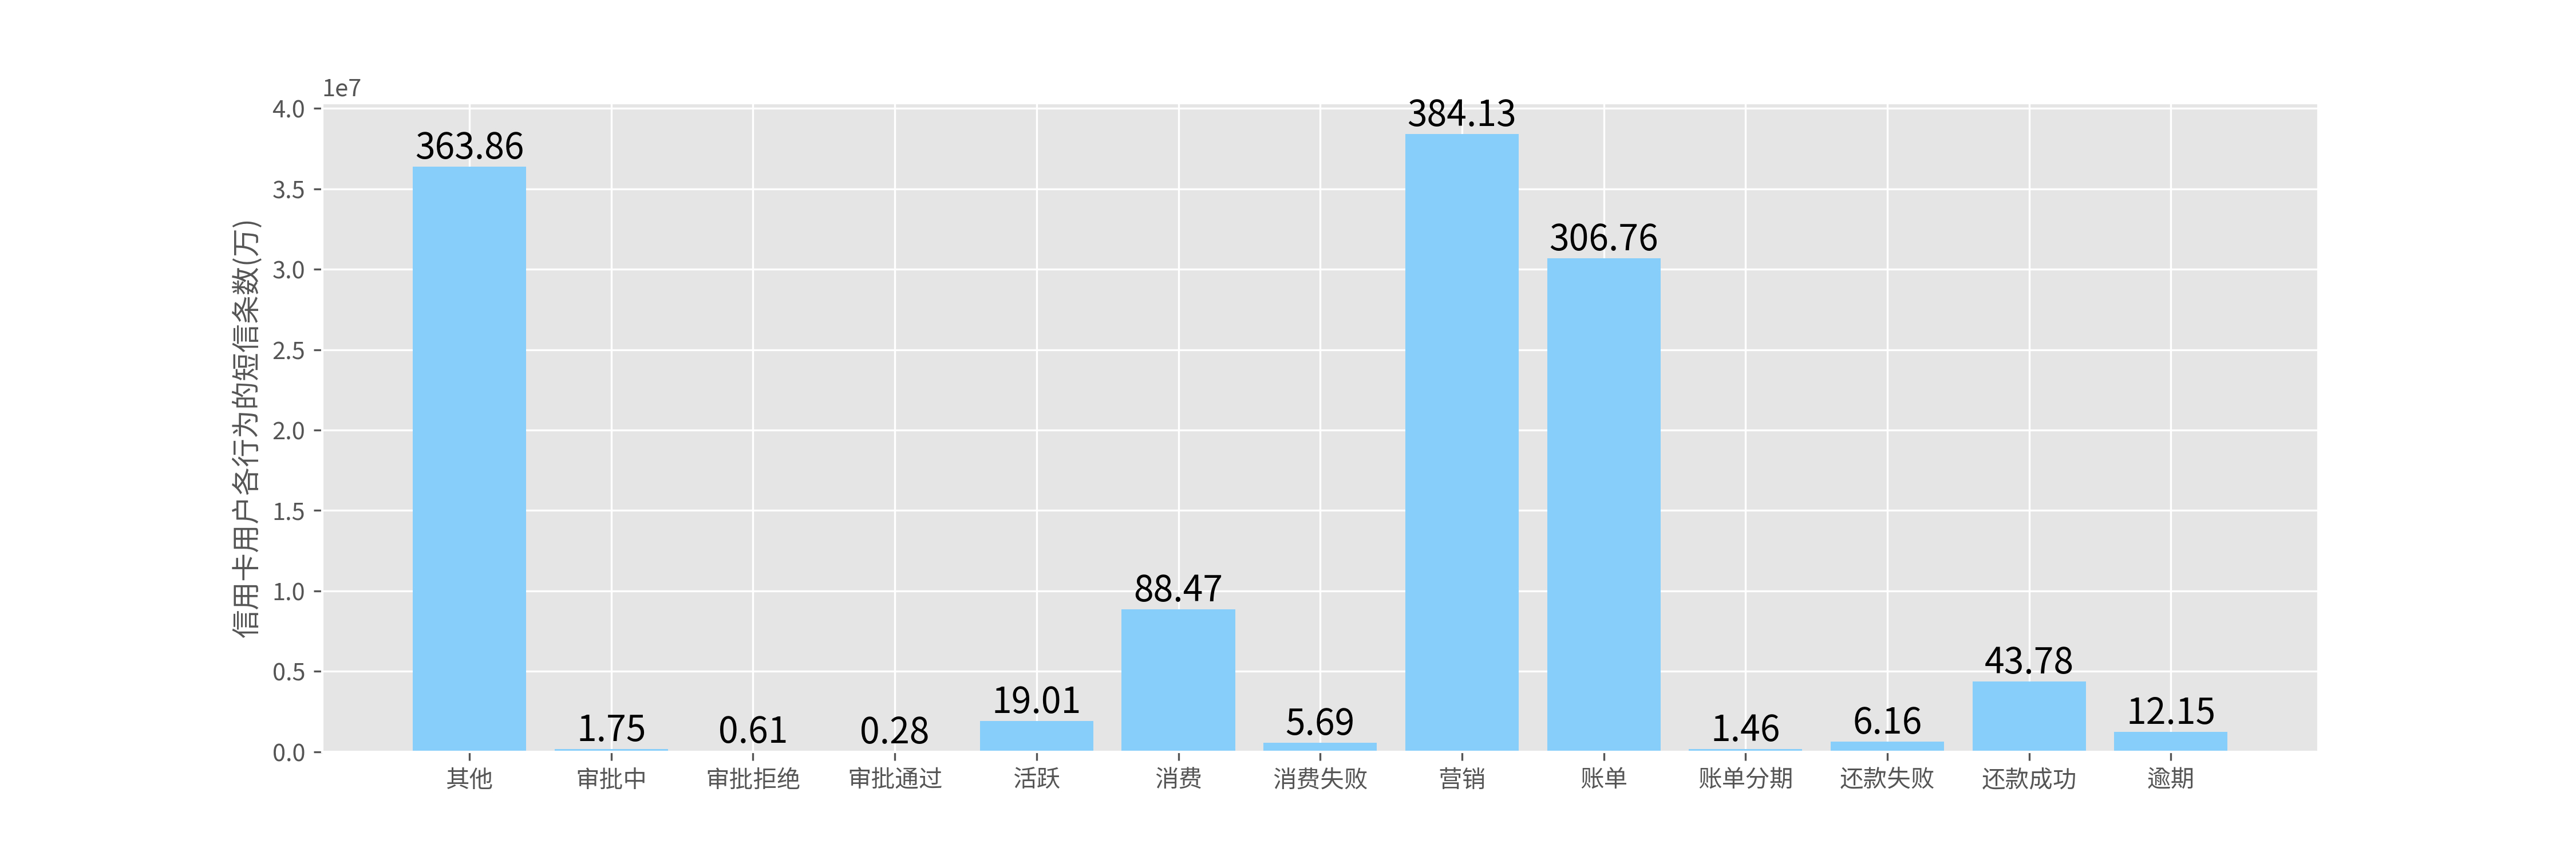 1e7
4.0
3.5
3.0
2.5
2.0
1.5
1.0
0.5
0.0
信用卡用户各行为的短信条数(万)
363.86
1.75
0.61
0.28
19.01
88.47
5.69
384.13
306.76
1.46
6.16
43.78
12.15
其他
审批中
审批拒绝
审批通过
活跃
消费
消费失败
营销
账单
账单分期
还款失败
还款成功
逾期